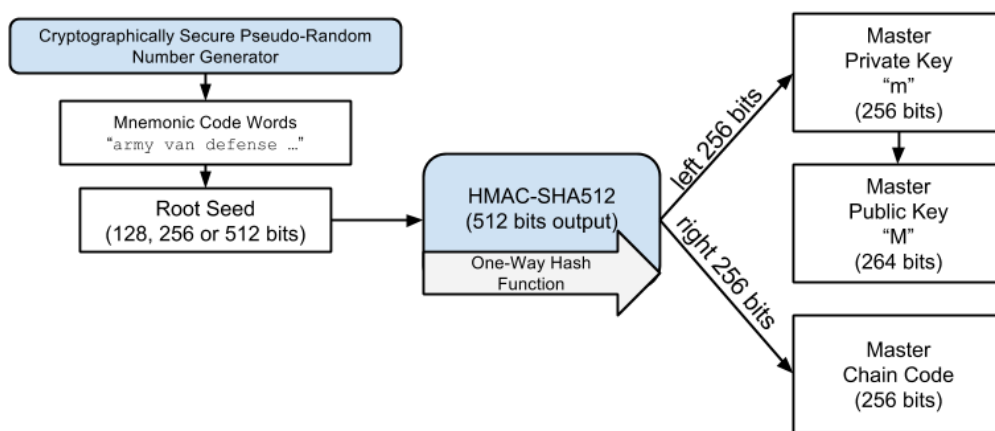 Cryptographically Secure Pseudo-Random
Number Generator
Mnemonic Code Words
“army van defense …”
Root Seed
(128, 256 or 512 bits)
HMAC-SHA512
(512 bits output)
One-Way Hash
Function
left 256 bits
right 256 bits
Master
Private Key
“m”
(256 bits)
Master
Public Key
“M”
(264 bits)
Master
Chain Code
(256 bits)